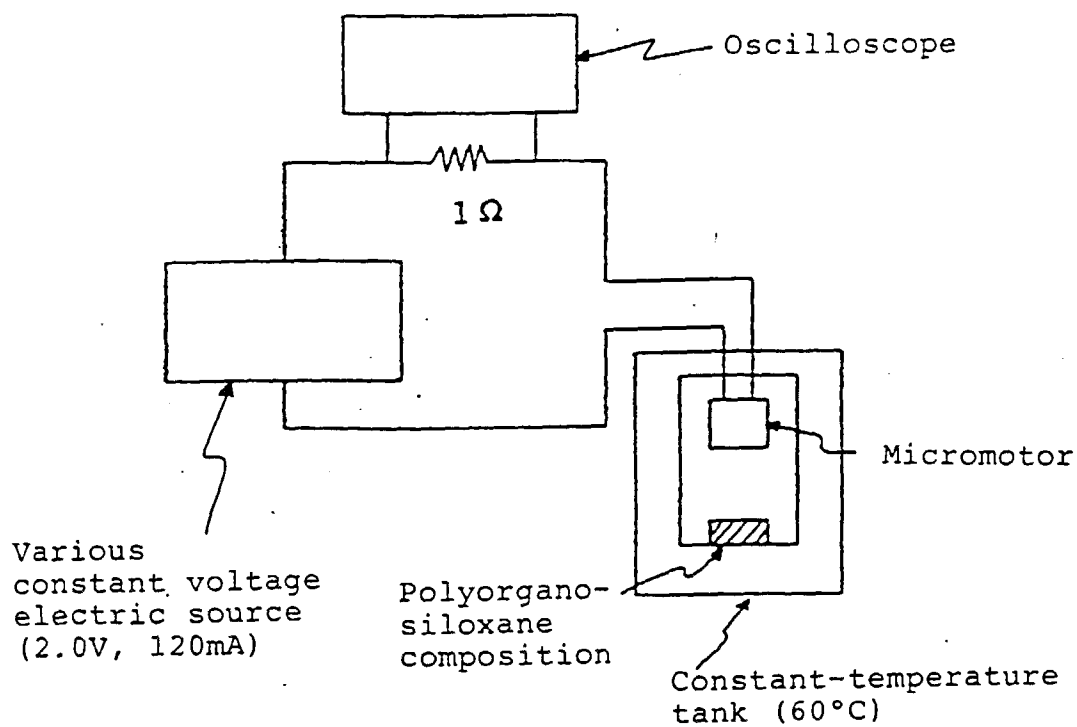 Oscilloscope
1Ω
Micromotor
Various
constant voltage
electric source
(2.0V, 120mA)
Polyorgano-
siloxane
composition
Constant-temperature
tank (60°C)